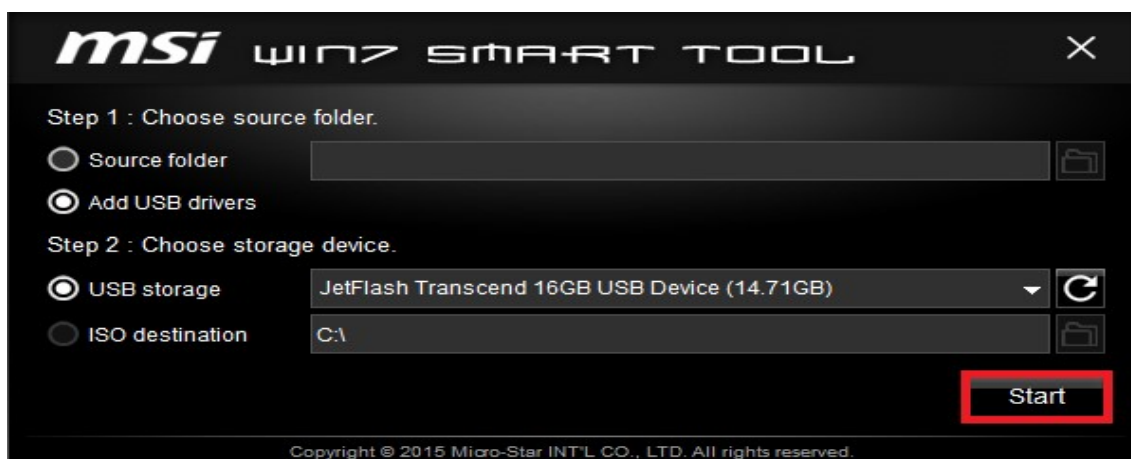 msi WIN7 SMART TOOL
Step 1 : Choose source folder.
Source folder
Add USB drivers
Step 2 : Choose storage device.
USB storage JetFlash Transcend 16GB USB Device (14.71GB)
ISO destination C:\
Start
Copyright © 2015 Micro-Star INT'L CO., LTD. All rights reserved.